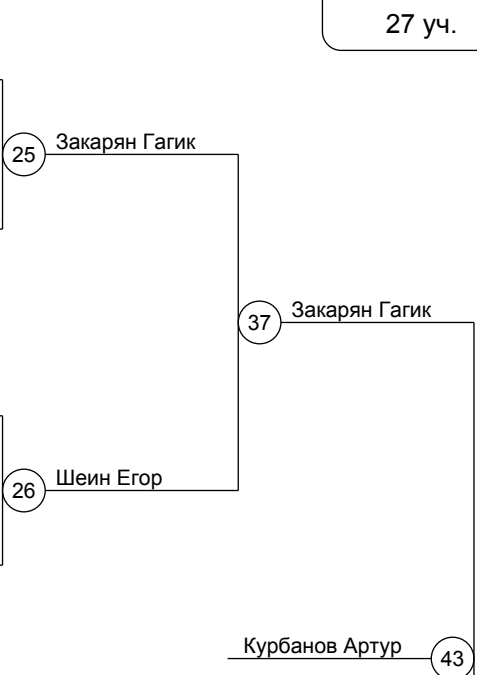 27 уч.
Закарян Гагик
25
Закарян Гагик
37
Шеин Егор
26
Курбанов Артур
43